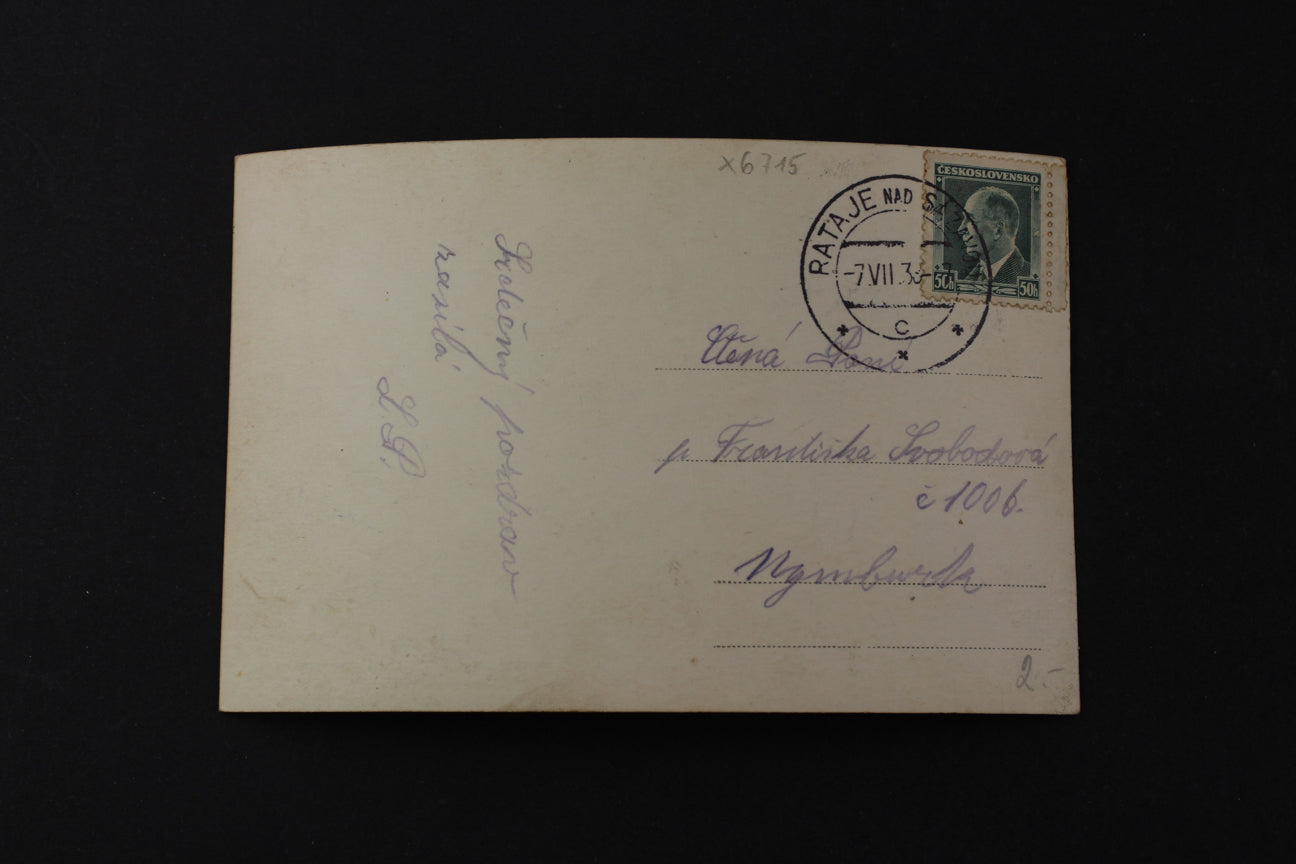 x6715
RATAJE NAD SÁZAVOU
-7.VII.3
c
ČESKOSLOVENSKO
50h 50h
Srdečný pozdrav
zasílá
L.P.
Ctěná Paní
p Františka Svobodová
č 1006.
Nymburk
2.-